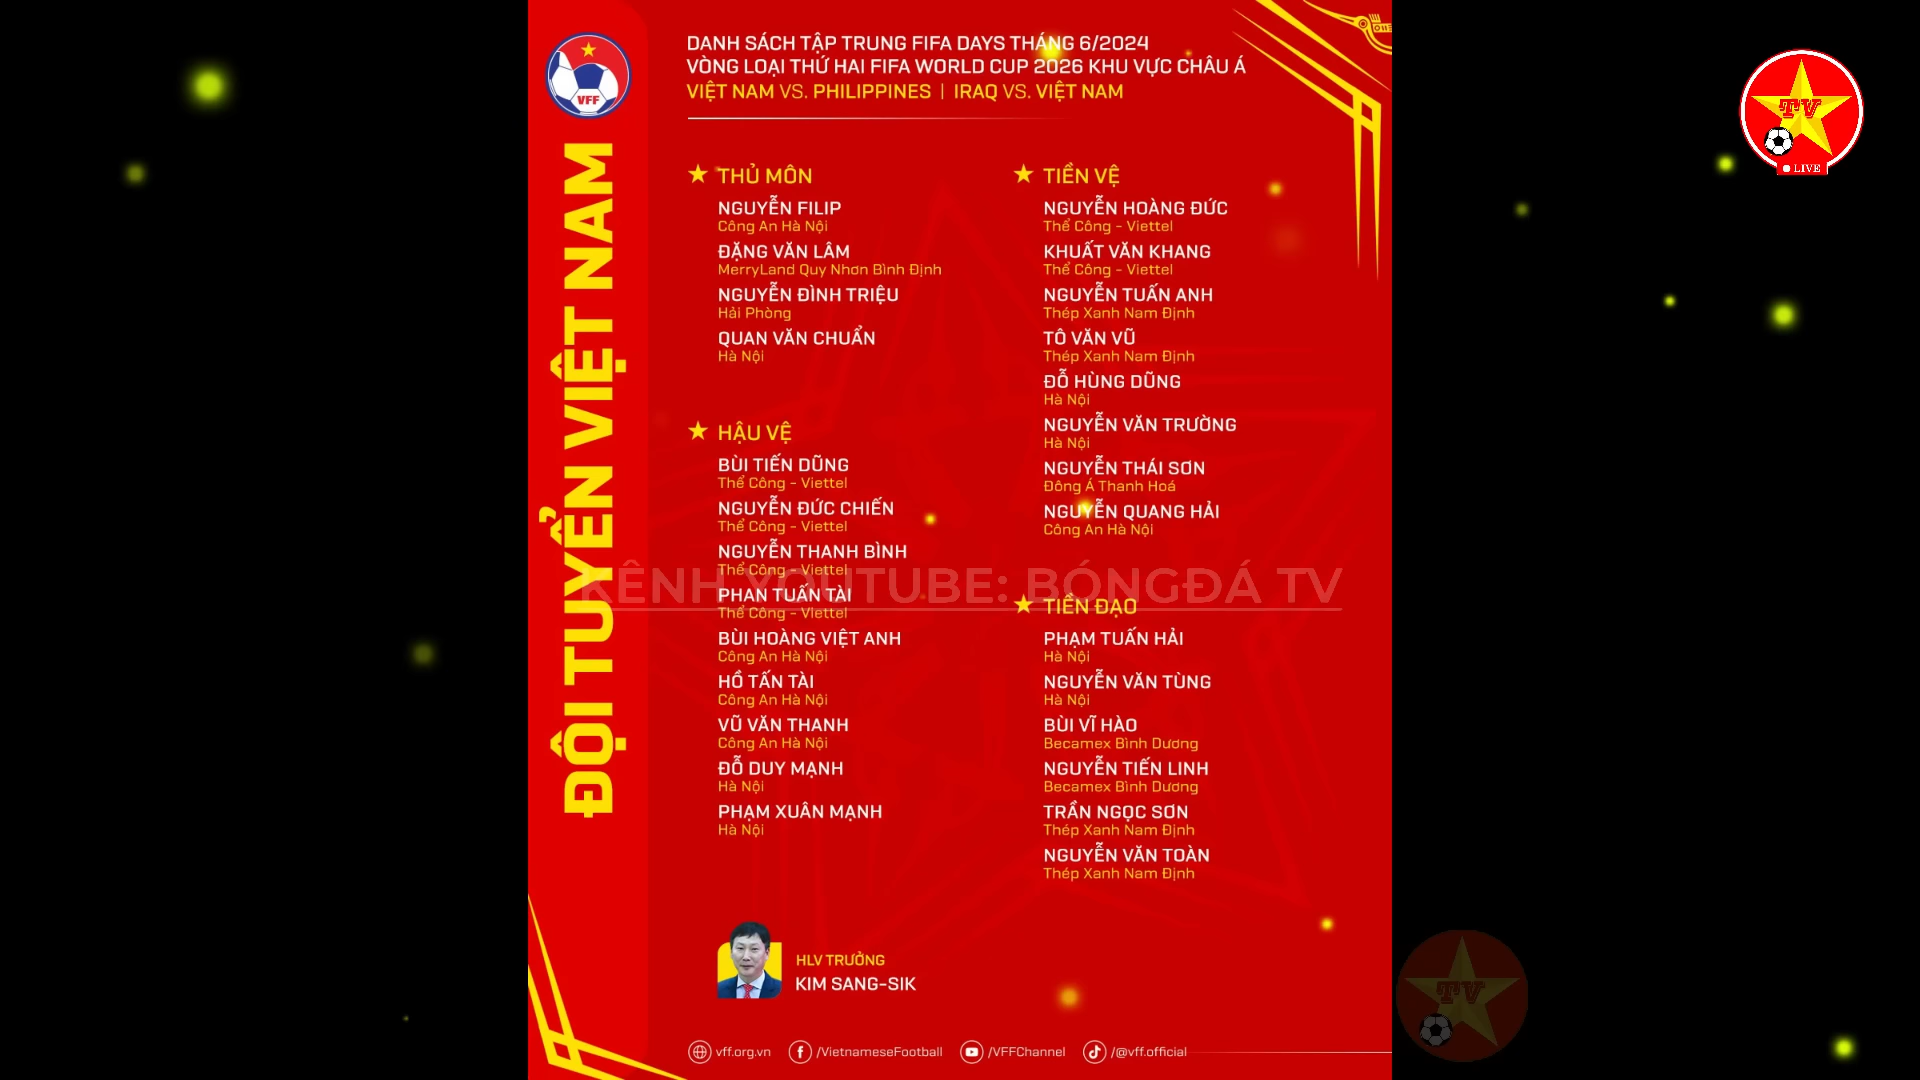 DANH SÁCH TẬP TRUNG FIFA DAYS THÁNG 6/2024
VÒNG LOẠI THỨ HAI FIFA WORLD CUP 2026 KHU VỰC CHÂU Á
VIỆT NAM VS. PHILIPPINES | IRAQ VS. VIỆT NAM
VFF
ĐỘI TUYỂN VIỆT NAM
THỦ MÔN
NGUYỄN FILIP
Công An Hà Nội
ĐẶNG VĂN LÂM
MerryLand Quy Nhơn Bình Định
NGUYỄN ĐÌNH TRIỆU
Hải Phòng
QUAN VĂN CHUẨN
Hà Nội
HẬU VỆ
BÙI TIẾN DŨNG
Thể Công - Viettel
NGUYỄN ĐỨC CHIẾN
Thể Công - Viettel
NGUYỄN THANH BÌNH
Thể Công - Viettel
PHAN TUẤN TÀI
Thể Công - Viettel
BÙI HOÀNG VIỆT ANH
Công An Hà Nội
HỒ TẤN TÀI
Công An Hà Nội
VŨ VĂN THANH
Công An Hà Nội
ĐỖ DUY MẠNH
Hà Nội
PHẠM XUÂN MẠNH
Hà Nội
TIỀN VỆ
NGUYỄN HOÀNG ĐỨC
Thể Công - Viettel
KHUẤT VĂN KHANG
Thể Công - Viettel
NGUYỄN TUẤN ANH
Thép Xanh Nam Định
TÔ VĂN VŨ
Thép Xanh Nam Định
ĐỖ HÙNG DŨNG
Hà Nội
NGUYỄN VĂN TRƯỜNG
Hà Nội
NGUYỄN THÁI SƠN
Đông Á Thanh Hoá
NGUYỄN QUANG HẢI
Công An Hà Nội
TIỀN ĐẠO
PHẠM TUẤN HẢI
Hà Nội
NGUYỄN VĂN TÙNG
Hà Nội
BÙI VĨ HÀO
Becamex Bình Dương
NGUYỄN TIẾN LINH
Becamex Bình Dương
TRẦN NGỌC SƠN
Thép Xanh Nam Định
NGUYỄN VĂN TOÀN
Thép Xanh Nam Định
KÊNH YOUTUBE: BÓNGĐÁ TV
HLV TRƯỞNG
KIM SANG-SIK
vff.org.vn
/VietnameseFootball
/VFFChannel
/@vff.official
TV
LIVE
TV